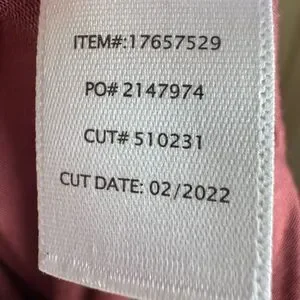 ITEM#:17657529
PO# 2147974
CUT# 510231
CUT DATE: 02/2022